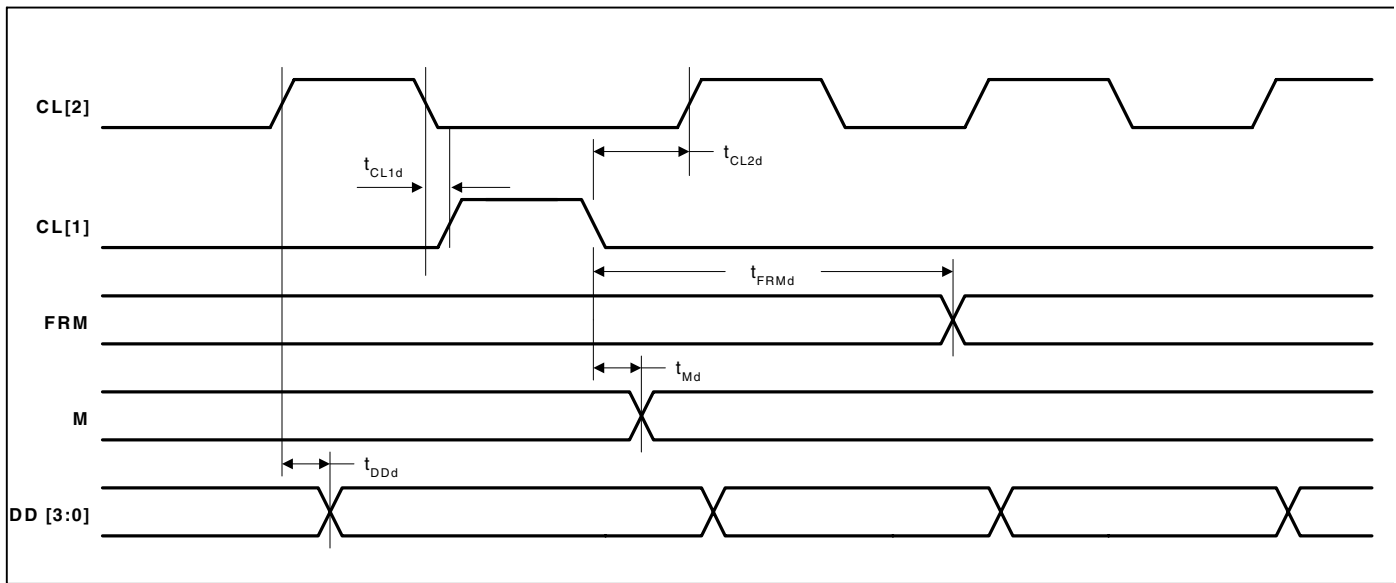 CL[2]
tCL2d
tCL1d
CL[1]
tFRMd
FRM
tMd
M
tDDd
DD [3:0]